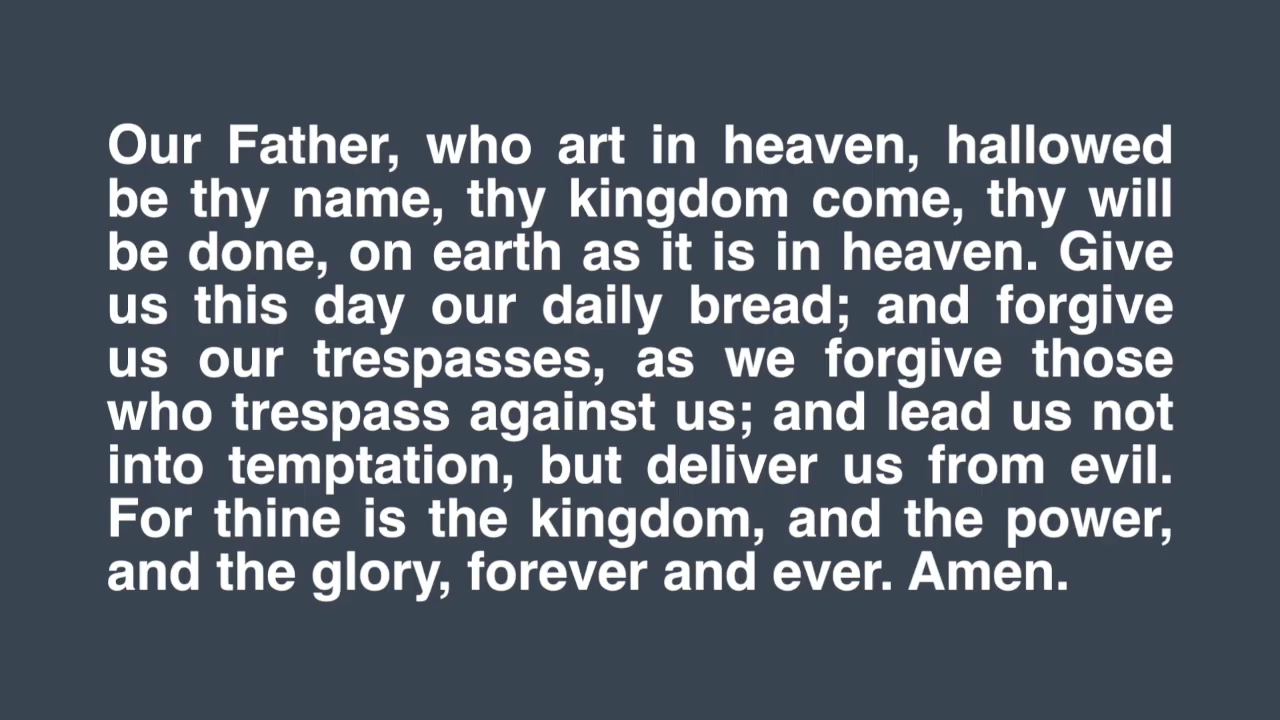 Our Father, who art in heaven, hallowed
be thy name, thy kingdom come, thy will
be done, on earth as it is in heaven. Give
us this day our daily bread; and forgive
us our trespasses, as we forgive those
who trespass against us; and lead us not
into temptation, but deliver us from evil.
For thine is the kingdom, and the power,
and the glory, forever and ever. Amen.